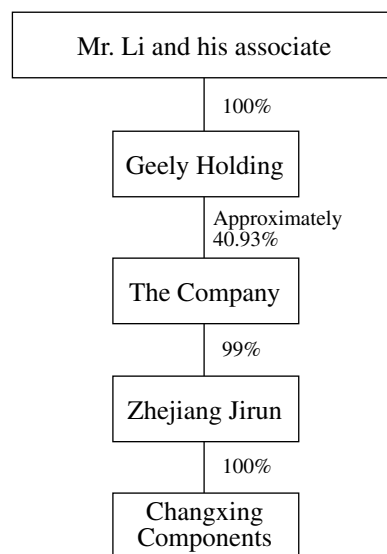 Mr. Li and his associate
100%
Geely Holding
Approximately
40.93%
The Company
99%
Zhejiang Jirun
100%
Changxing
Components